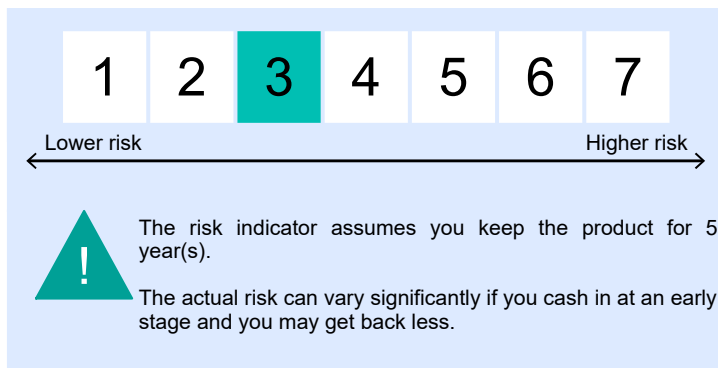 1 2 3 4 5 6 7
Lower risk Higher risk
!
The risk indicator assumes you keep the product for 5
year(s).
The actual risk can vary significantly if you cash in at an early
stage and you may get back less.